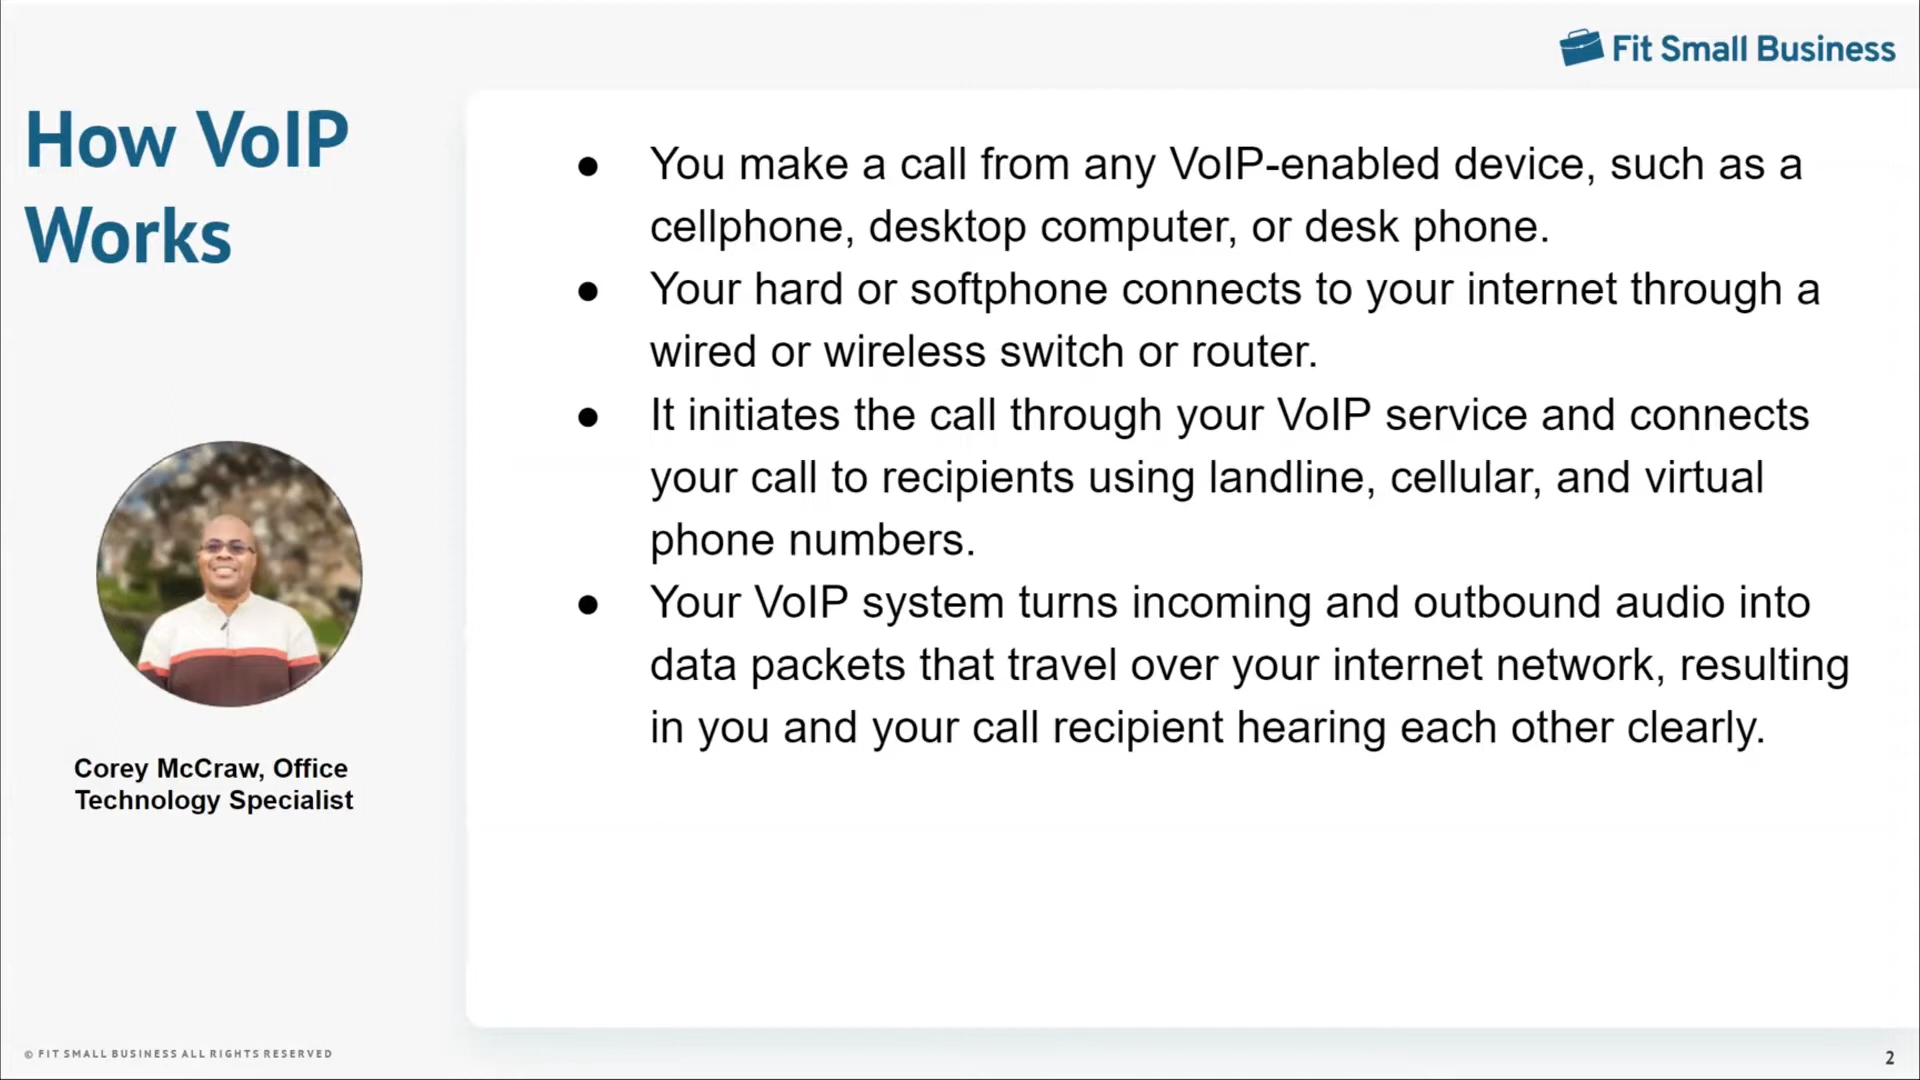 Fit Small Business
How VoIP
Works
● You make a call from any VoIP-enabled device, such as a
cellphone, desktop computer, or desk phone.
● Your hard or softphone connects to your internet through a
wired or wireless switch or router.
● It initiates the call through your VoIP service and connects
your call to recipients using landline, cellular, and virtual
phone numbers.
● Your VoIP system turns incoming and outbound audio into
data packets that travel over your internet network, resulting
in you and your call recipient hearing each other clearly.
Corey McCraw, Office
Technology Specialist
© FIT SMALL BUSINESS ALL RIGHTS RESERVED
2